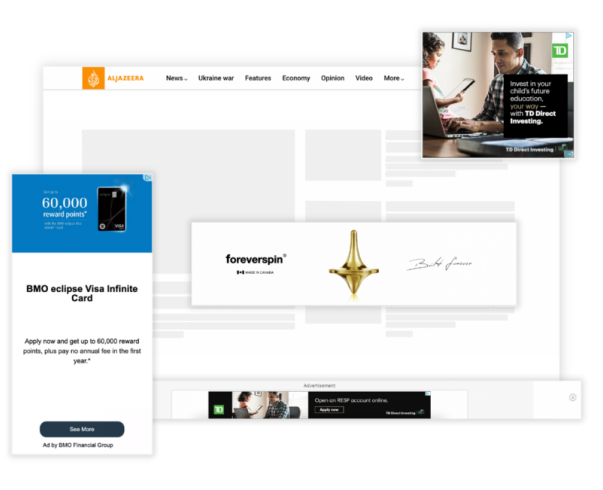 ALJAZEERA
News
Ukraine war
Features
Economy
Opinion
Video
More
TD
Invest in your
child's future
education,
your way —
with TD Direct
Investing.
TD Direct Investing
60,000
reward points*
BMO eclipse Visa Infinite
Card
Apply now and get up to 60,000 reward
points, plus pay no annual fee in the first
year.*
See More
Ad by BMO Financial Group
foreverspin
MADE IN CANADA
Built forever
Advertisement
TD
Open an RESP account online.
Apply now
TD Direct Investing